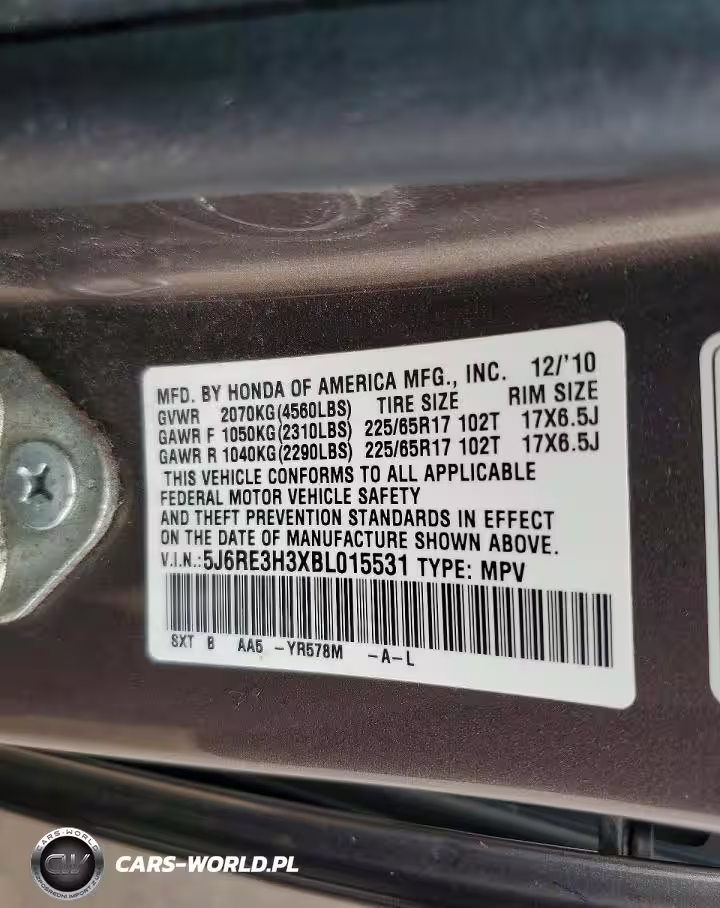 MFD. BY HONDA OF AMERICA MFG., INC. 12/'10
GVWR 2070KG(4560LBS) TIRE SIZE RIM SIZE
GAWR F 1050KG(2310LBS) 225/65R17 102T 17X6.5J
GAWR R 1040KG(2290LBS) 225/65R17 102T 17X6.5J
THIS VEHICLE CONFORMS TO ALL APPLICABLE
FEDERAL MOTOR VEHICLE SAFETY
AND THEFT PREVENTION STANDARDS IN EFFECT
ON THE DATE OF MANUFACTURE SHOWN ABOVE.
V.I.N.:5J6RE3H3XBL015531 TYPE: MPV
SXT B AA5 -YR578M -A-L
CARS-WORLD
CW
CARS-WORLD.PL